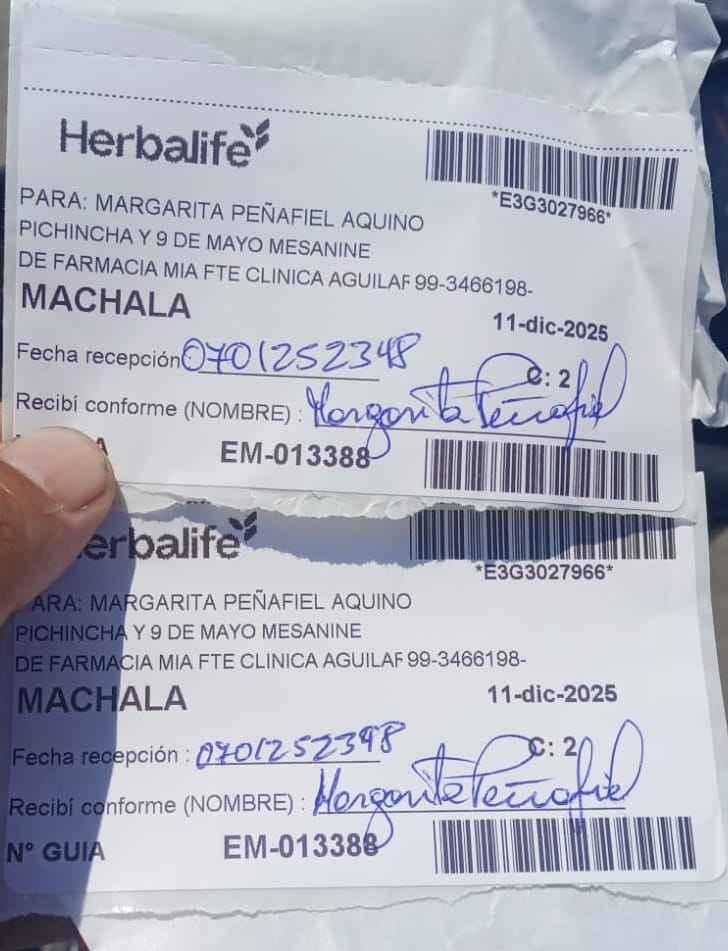 Herbalife
*E3G3027966*
PARA: MARGARITA PEÑAFIEL AQUINO
PICHINCHA Y 9 DE MAYO MESANINE
DE FARMACIA MIA FTE CLINICA AGUILAR 99-3466198-
MACHALA
11-dic-2025
Fecha recepción 0701252348
C: 2
Recibí conforme (NOMBRE) : Margarita Peñafiel
A EM-013388
erbalife
*E3G3027966*
ARA: MARGARITA PEÑAFIEL AQUINO
PICHINCHA Y 9 DE MAYO MESANINE
DE FARMACIA MIA FTE CLINICA AGUILAR 99-3466198-
MACHALA
11-dic-2025
Fecha recepción : 0701252348
C: 2
Recibí conforme (NOMBRE) : Margarita Peñafiel
Nº GUIA EM-013388